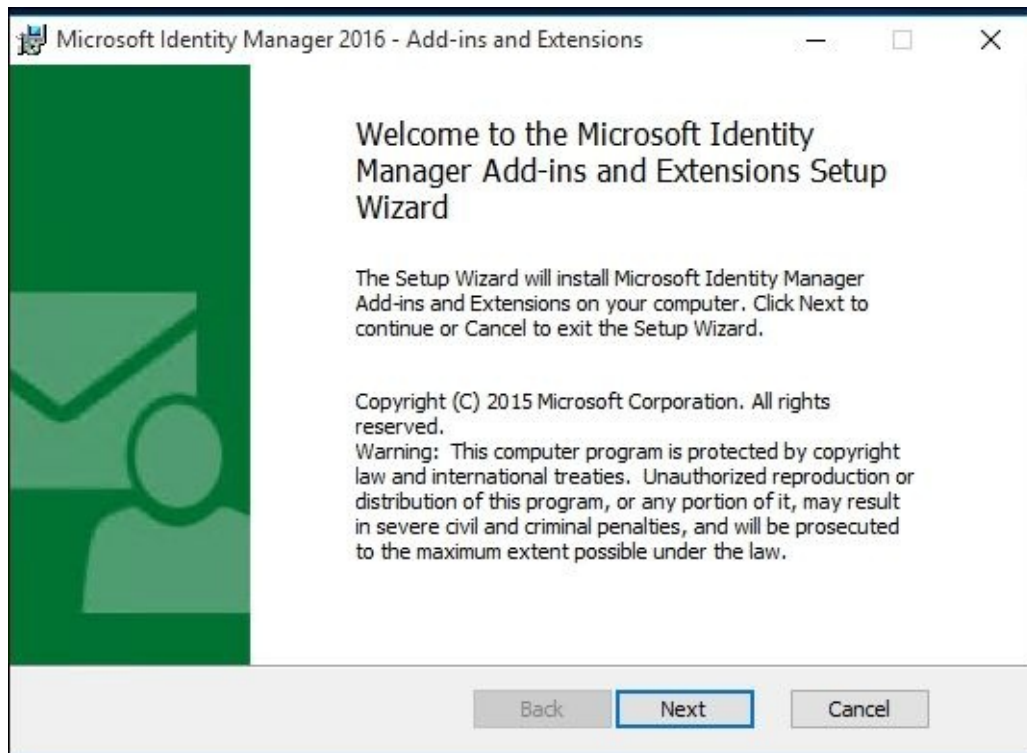 Microsoft Identity Manager 2016 - Add-ins and Extensions
Welcome to the Microsoft Identity
Manager Add-ins and Extensions Setup
Wizard
The Setup Wizard will install Microsoft Identity Manager
Add-ins and Extensions on your computer. Click Next to
continue or Cancel to exit the Setup Wizard.
Copyright (C) 2015 Microsoft Corporation. All rights
reserved.
Warning: This computer program is protected by copyright
law and international treaties. Unauthorized reproduction or
distribution of this program, or any portion of it, may result
in severe civil and criminal penalties, and will be prosecuted
to the maximum extent possible under the law.
Back Next Cancel